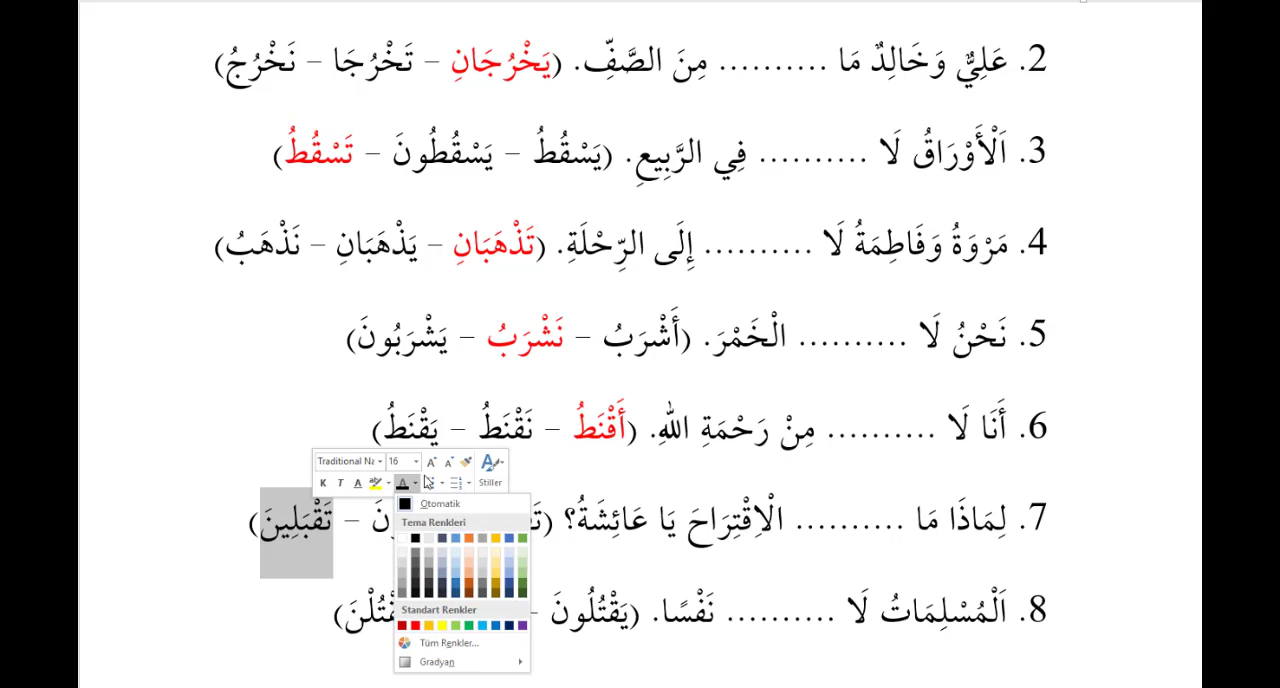 2. عَلِيٌّ وَخَالِدٌ مَا .......... مِنَ الصَّفِّ. (يَخْرُجَانِ – تَخْرُجَا – نَخْرُجُ)
3. اَلْأَوْرَاقُ لَا .......... فِي الرَّبِيعِ. (يَسْقُطُ – يَسْقُطُونَ – تَسْقُطُ)
4. مَرْوَةُ وَفَاطِمَةُ لَا .......... إِلَى الرِّحْلَةِ. (تَذْهَبَانِ – يَذْهَبَانِ – نَذْهَبُ)
5. نَحْنُ لَا .......... الْخَمْرَ. (أَشْرَبُ – نَشْرَبُ – يَشْرَبُونَ)
6. أَنَا لَا .......... مِنْ رَحْمَةِ اللهِ. (أَقْنَطُ – نَقْنَطُ – يَقْنَطُ)
Traditional Na 16
K T A Stiller
7. لِمَاذَا مَا .......... الْاِقْتِرَاحَ يَا عَائِشَةُ؟ – تَقْبَلِينَ)
Otomatik
Tema Renkleri
Standart Renkler
8. اَلْمُسْلِمَاتُ لَا .......... نَفْسًا. (يَقْتُلُونَ –
Tüm Renkler...
Gradyan